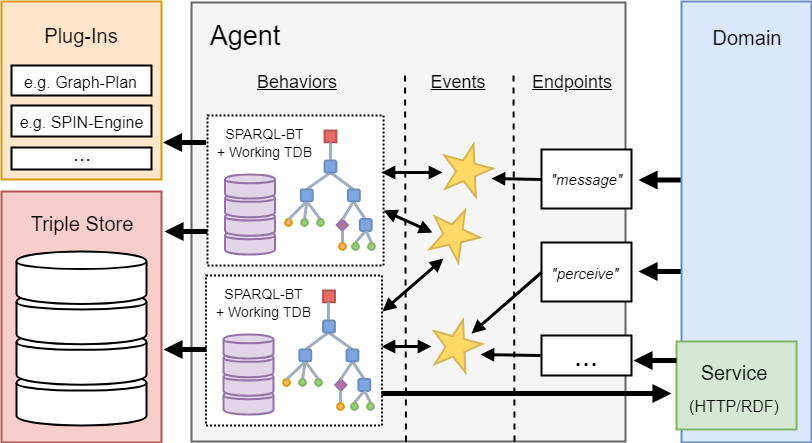 Plug-Ins
e.g. Graph-Plan
e.g. SPIN-Engine
...
Triple Store
Agent
Behaviors
Events
Endpoints
SPARQL-BT
+ Working TDB
SPARQL-BT
+ Working TDB
"message"
"perceive"
...
Domain
Service
(HTTP/RDF)